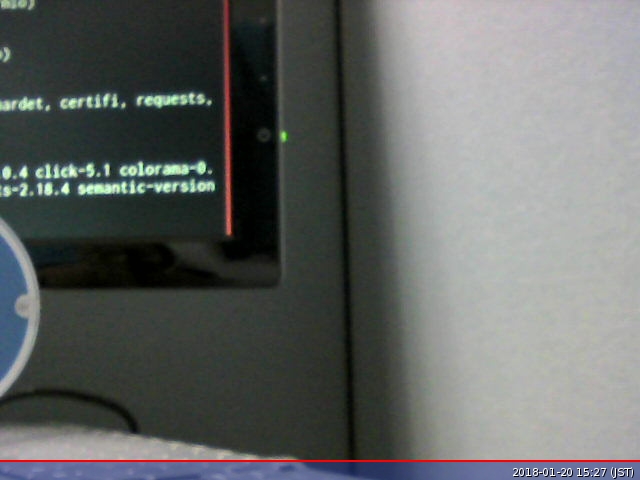 ardet, certifi, requests,
0.4 click-5.1 colorama-0.
ts-2.18.4 semantic-version
2018-01-20 15:27 (JST)